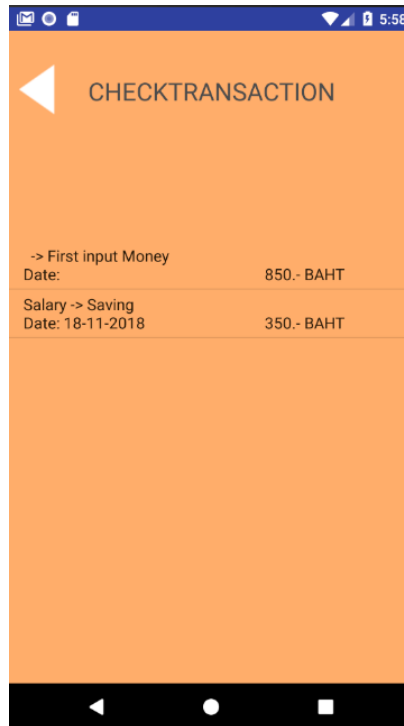 5:58
CHECKTRANSACTION
-> First input Money
Date: 850.- BAHT
Salary -> Saving
Date: 18-11-2018 350.- BAHT